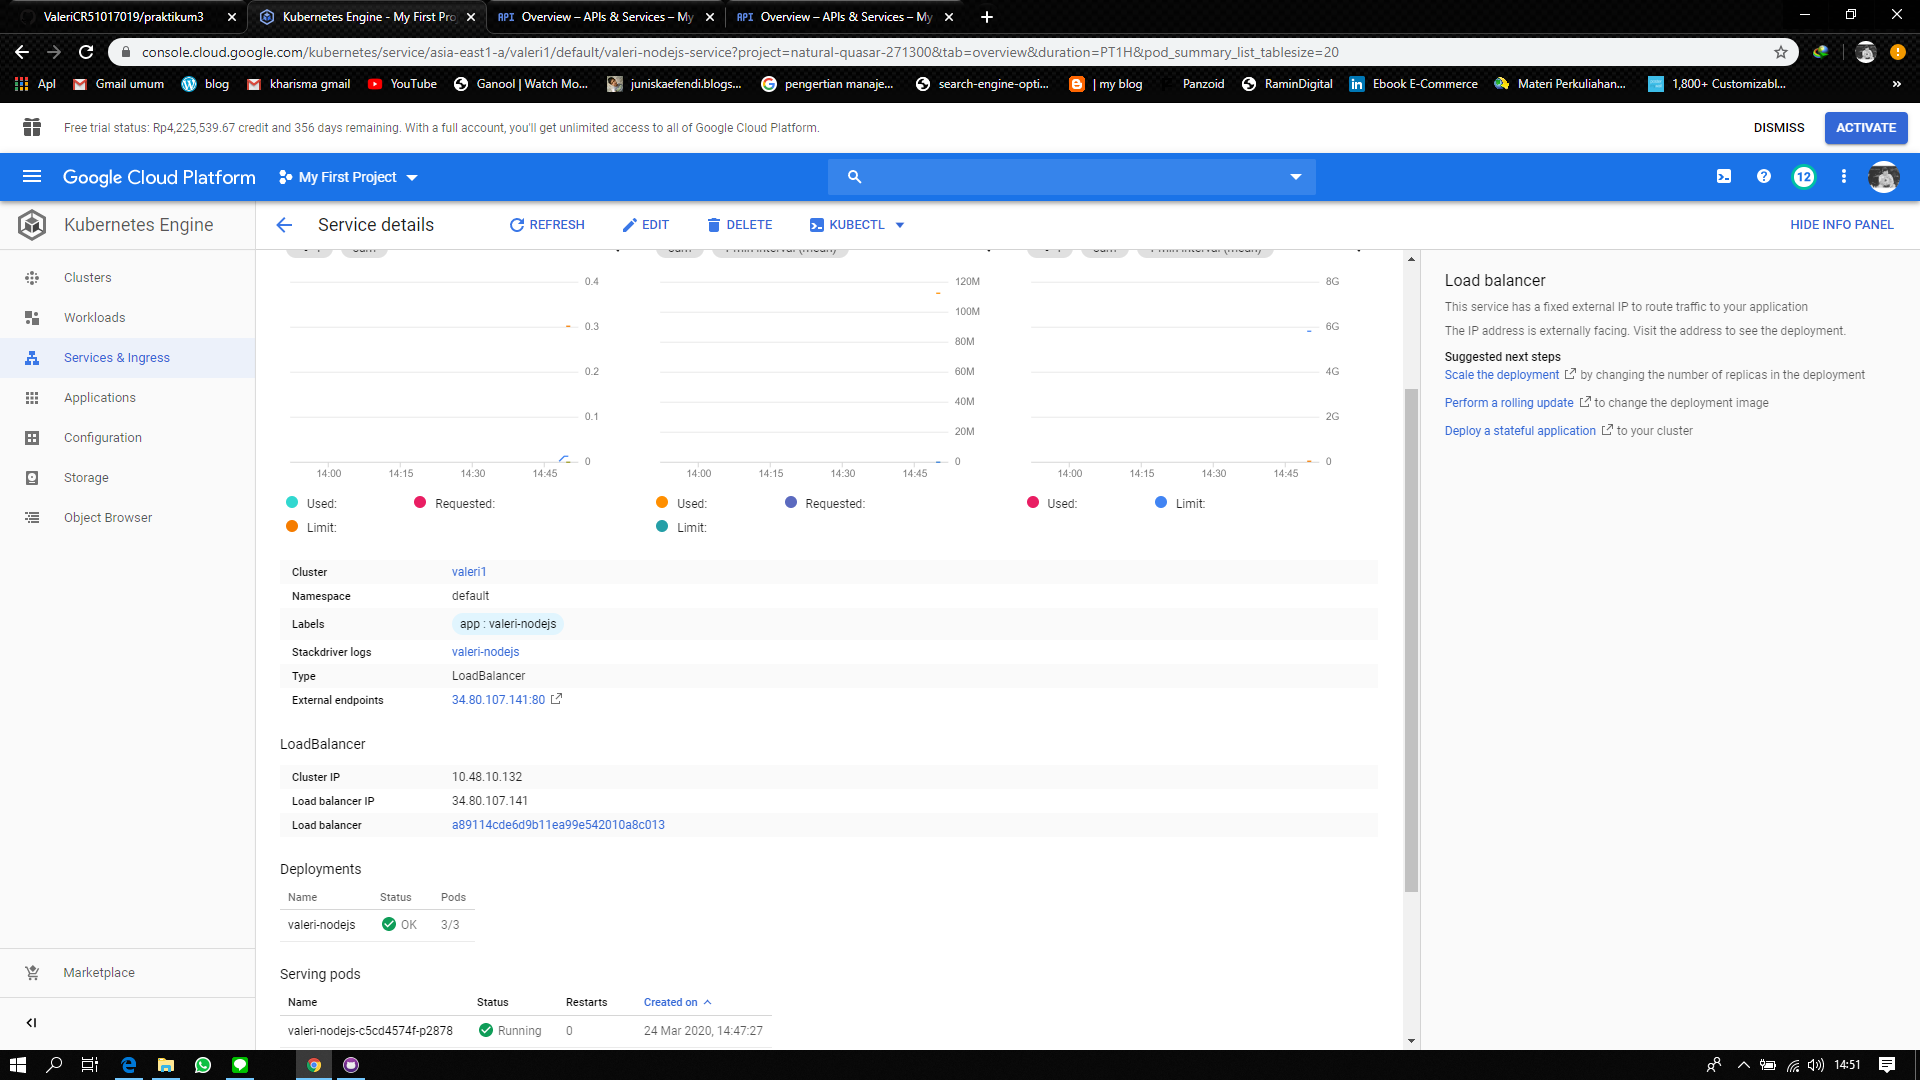 ValeriCR51017019/praktikum3
Kubernetes Engine - My First Pro
Overview – APIs & Services – My
Overview – APIs & Services – My
console.cloud.google.com/kubernetes/service/asia-east1-a/valeri1/default/valeri-nodejs-service?project=natural-quasar-271300&tab=overview&duration=PT1H&pod_summary_list_tablesize=20
Apl
Gmail umum
blog
kharisma gmail
YouTube
Ganool | Watch Mo...
juniskaefendi.blogs...
pengertian manaje...
search-engine-opti...
| my blog
Panzoid
RaminDigital
Ebook E-Commerce
Materi Perkuliahan...
1,800+ Customizabl...
Free trial status: Rp4,225,539.67 credit and 356 days remaining. With a full account, you'll get unlimited access to all of Google Cloud Platform.
DISMISS
ACTIVATE
Google Cloud Platform
My First Project
12
Kubernetes Engine
Service details
REFRESH
EDIT
DELETE
KUBECTL
HIDE INFO PANEL
Clusters
Workloads
Services & Ingress
Applications
Configuration
Storage
Object Browser
Marketplace
0.4
0.3
0.2
0.1
0
14:00 14:15 14:30 14:45
Used:
Requested:
Limit:
120M
100M
80M
60M
40M
20M
0
14:00 14:15 14:30 14:45
Used:
Requested:
Limit:
8G
6G
4G
2G
0
14:00 14:15 14:30 14:45
Used:
Limit:
Cluster valeri1
Namespace default
Labels app : valeri-nodejs
Stackdriver logs valeri-nodejs
Type LoadBalancer
External endpoints 34.80.107.141:80
LoadBalancer
Cluster IP 10.48.10.132
Load balancer IP 34.80.107.141
Load balancer a89114cde6d9b11ea99e542010a8c013
Deployments
Name Status Pods
valeri-nodejs OK 3/3
Serving pods
Name Status Restarts Created on
valeri-nodejs-c5cd4574f-p2878 Running 0 24 Mar 2020, 14:47:27
Load balancer
This service has a fixed external IP to route traffic to your application
The IP address is externally facing. Visit the address to see the deployment.
Suggested next steps
Scale the deployment by changing the number of replicas in the deployment
Perform a rolling update to change the deployment image
Deploy a stateful application to your cluster
14:51